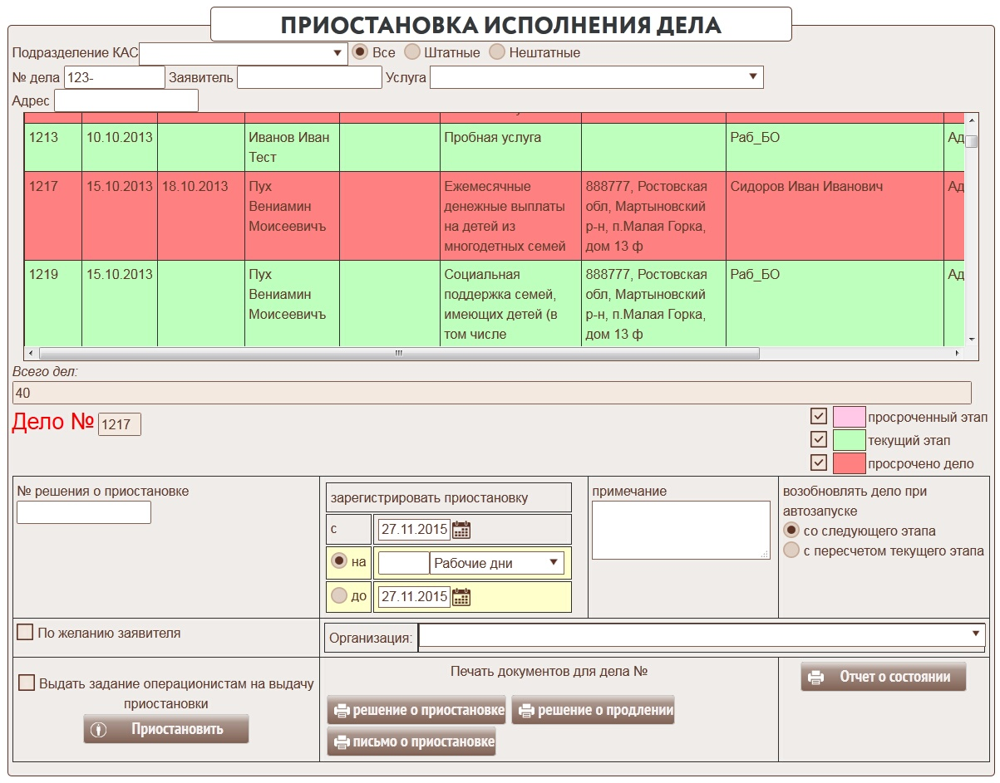 ПРИОСТАНОВКА ИСПОЛНЕНИЯ ДЕЛА
Подразделение КАС Все Штатные Нештатные
№ дела 123- Заявитель Услуга
Адрес
1213 10.10.2013 Иванов Иван Тест Пробная услуга Раб_БО Ад
1217 15.10.2013 18.10.2013 Пух Вениамин Моисеевичъ Ежемесячные денежные выплаты на детей из многодетных семей 888777, Ростовская обл, Мартыновский р-н, п.Малая Горка, дом 13 ф Сидоров Иван Иванович Ад
1219 15.10.2013 Пух Вениамин Моисеевичъ Социальная поддержка семей, имеющих детей (в том числе 888777, Ростовская обл, Мартыновский р-н, п.Малая Горка, дом 13 ф Раб_БО Ад
Всего дел:
40
Дело № 1217
просроченный этап
текущий этап
просрочено дело
№ решения о приостановке
зарегистрировать приостановку
с 27.11.2015
на Рабочие дни
до 27.11.2015
примечание
возобновлять дело при
автозапуске
со следующего этапа
с пересчетом текущего этапа
По желанию заявителя
Организация:
Выдать задание операционистам на выдачу
приостановки
Приостановить
Печать документов для дела №
решение о приостановке решение о продлении
письмо о приостановке
Отчет о состоянии